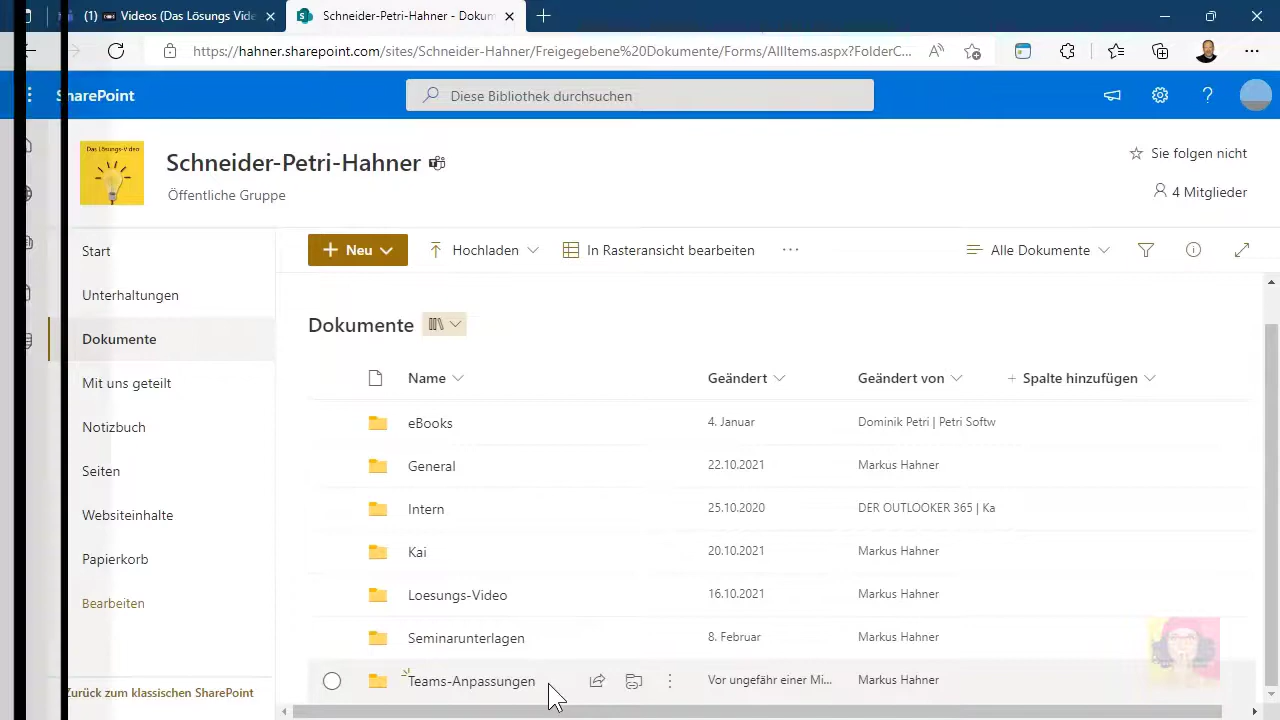 (1) Videos (Das Lösungs Vide
Schneider-Petri-Hahner - Dokum
https://hahner.sharepoint.com/sites/Schneider-Hahner/Freigegebene%20Dokumente/Forms/AllItems.aspx?FolderC...
SharePoint
Diese Bibliothek durchsuchen
Das Lösungs-Video
Schneider-Petri-Hahner
Öffentliche Gruppe
Sie folgen nicht
4 Mitglieder
Start
Unterhaltungen
Dokumente
Mit uns geteilt
Notizbuch
Seiten
Websiteinhalte
Papierkorb
Bearbeiten
Zurück zum klassischen SharePoint
+ Neu
Hochladen
In Rasteransicht bearbeiten
...
Alle Dokumente
Dokumente
Name Geändert Geändert von + Spalte hinzufügen
eBooks 4. Januar Dominik Petri | Petri Softw
General 22.10.2021 Markus Hahner
Intern 25.10.2020 DER OUTLOOKER 365 | Ka
Kai 20.10.2021 Markus Hahner
Loesungs-Video 16.10.2021 Markus Hahner
Seminarunterlagen 8. Februar Markus Hahner
Teams-Anpassungen Vor ungefähr einer Mi... Markus Hahner